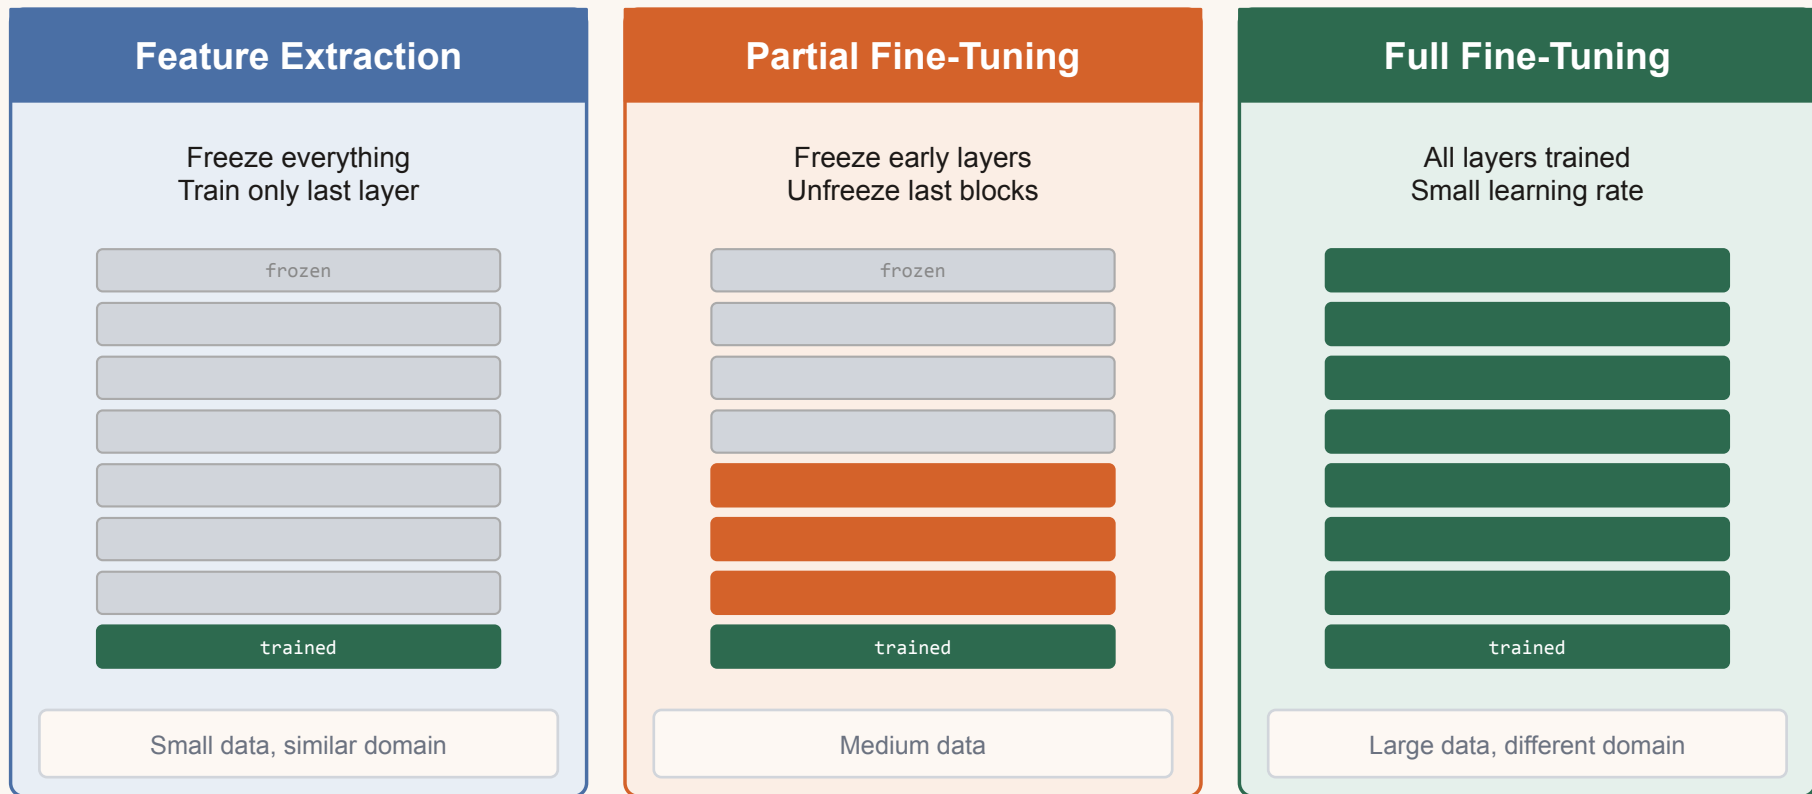 Feature Extraction
Freeze everything
Train only last layer
frozen
trained
Small data, similar domain
Partial Fine-Tuning
Freeze early layers
Unfreeze last blocks
frozen
trained
Medium data
Full Fine-Tuning
All layers trained
Small learning rate
trained
Large data, different domain